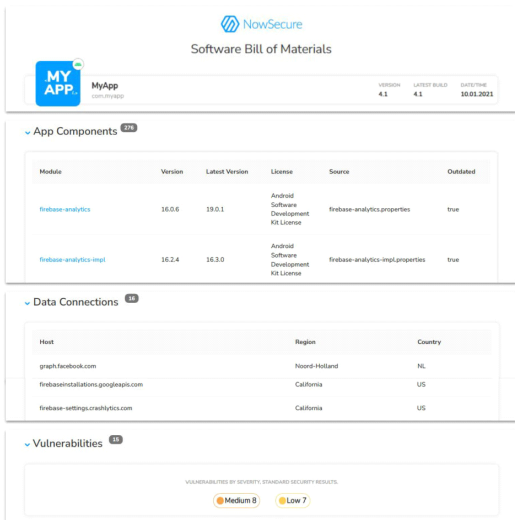 NowSecure
Software Bill of Materials
MY
APP
MyApp
com.myapp
VERSION LATEST BUILD DATE/TIME
4.1 4.1 10.01.2021
App Components 276
Module Version Latest Version License Source Outdated
firebase-analytics 16.0.6 19.0.1 Android Software Development Kit License firebase-analytics.properties true
firebase-analytics-impl 16.2.4 16.3.0 Android Software Development Kit License firebase-analytics-impl.properties true
Data Connections 16
Host Region Country
graph.facebook.com Noord-Holland NL
firebaseinstallations.googleapis.com California US
firebase-settings.crashlytics.com California US
Vulnerabilities 15
VULNERABILITIES BY SEVERITY, STANDARD SECURITY RESULTS.
Medium 8 Low 7